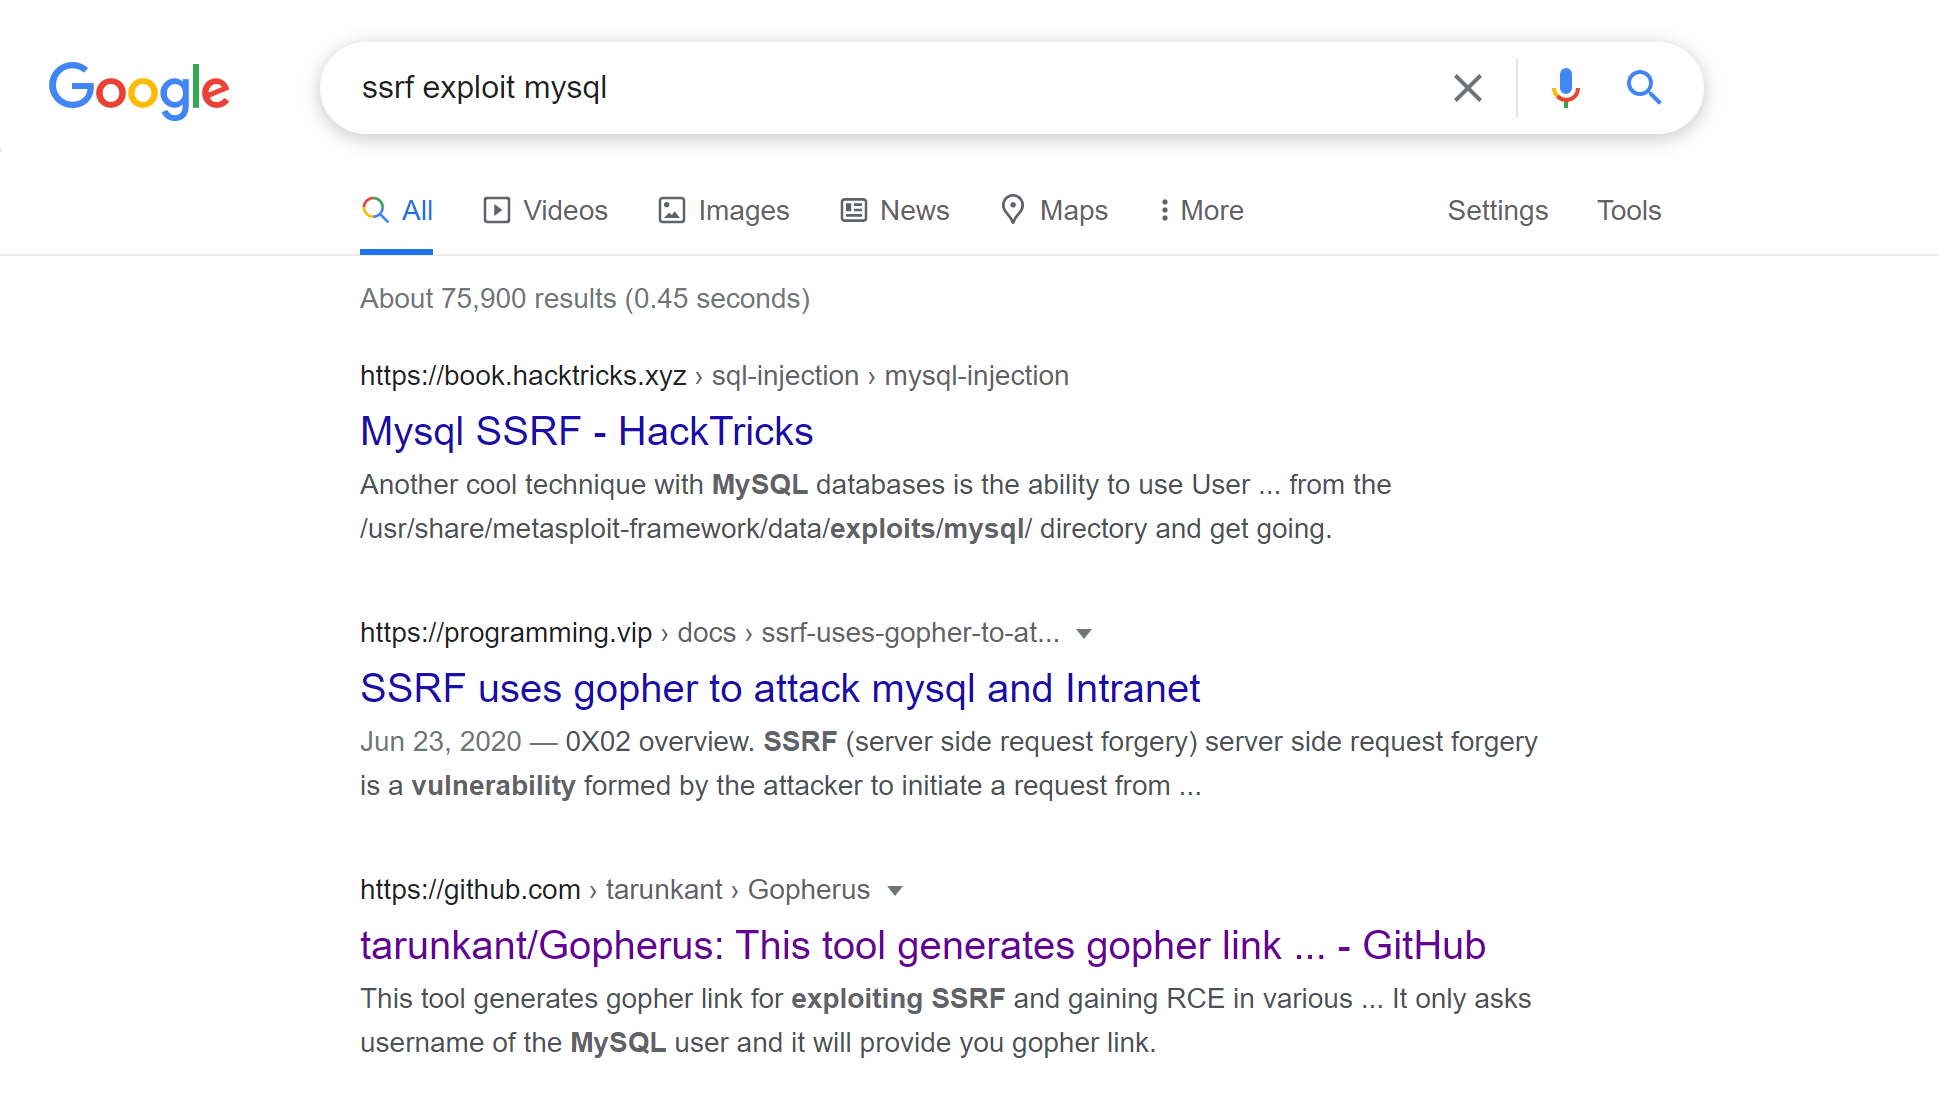 Google
ssrf exploit mysql
All Videos Images News Maps More Settings Tools
About 75,900 results (0.45 seconds)
https://book.hacktricks.xyz › sql-injection › mysql-injection
Mysql SSRF - HackTricks
Another cool technique with MySQL databases is the ability to use User ... from the
/usr/share/metasploit-framework/data/exploits/mysql/ directory and get going.
https://programming.vip › docs › ssrf-uses-gopher-to-at...
SSRF uses gopher to attack mysql and Intranet
Jun 23, 2020 — 0X02 overview. SSRF (server side request forgery) server side request forgery
is a vulnerability formed by the attacker to initiate a request from ...
https://github.com › tarunkant › Gopherus
tarunkant/Gopherus: This tool generates gopher link ... - GitHub
This tool generates gopher link for exploiting SSRF and gaining RCE in various ... It only asks
username of the MySQL user and it will provide you gopher link.